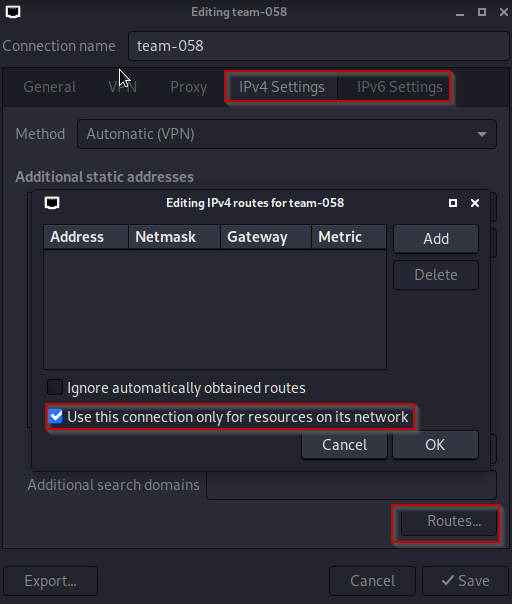 Editing team-058
Connection name team-058
General VPN Proxy IPv4 Settings IPv6 Settings
Method Automatic (VPN)
Additional static addresses
Editing IPv4 routes for team-058
Address Netmask Gateway Metric Add
Delete
Ignore automatically obtained routes
Use this connection only for resources on its network
Cancel OK
Additional search domains
Routes...
Export... Cancel Save